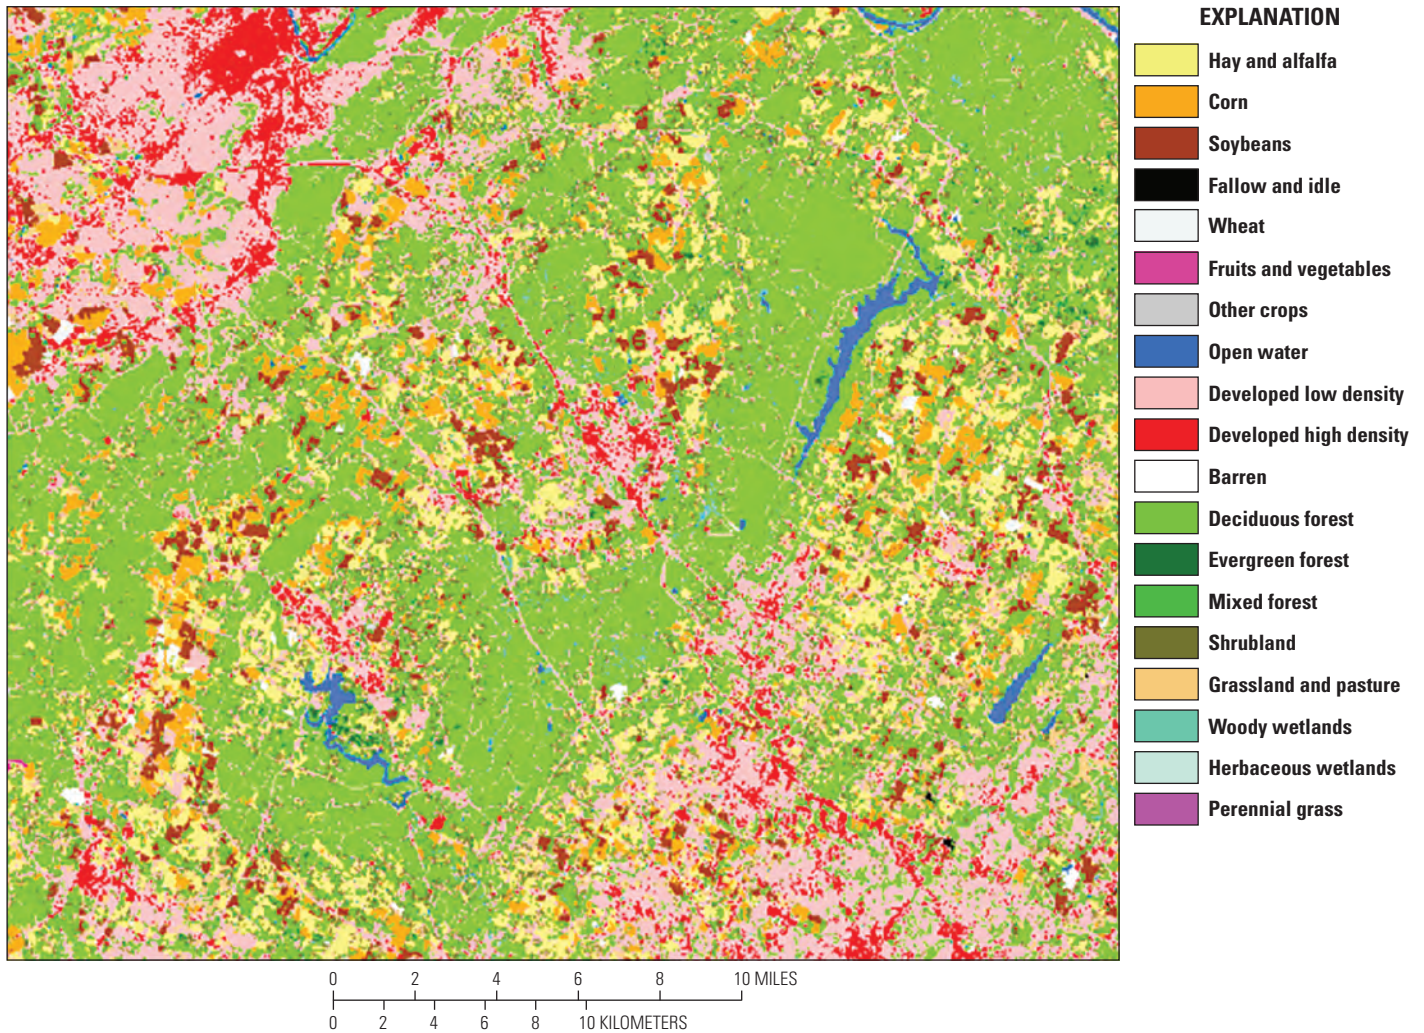 EXPLANATION
Hay and alfalfa
Corn
Soybeans
Fallow and idle
Wheat
Fruits and vegetables
Other crops
Open water
Developed low density
Developed high density
Barren
Deciduous forest
Evergreen forest
Mixed forest
Shrubland
Grassland and pasture
Woody wetlands
Herbaceous wetlands
Perennial grass
0 2 4 6 8 10 MILES
0 2 4 6 8 10 KILOMETERS